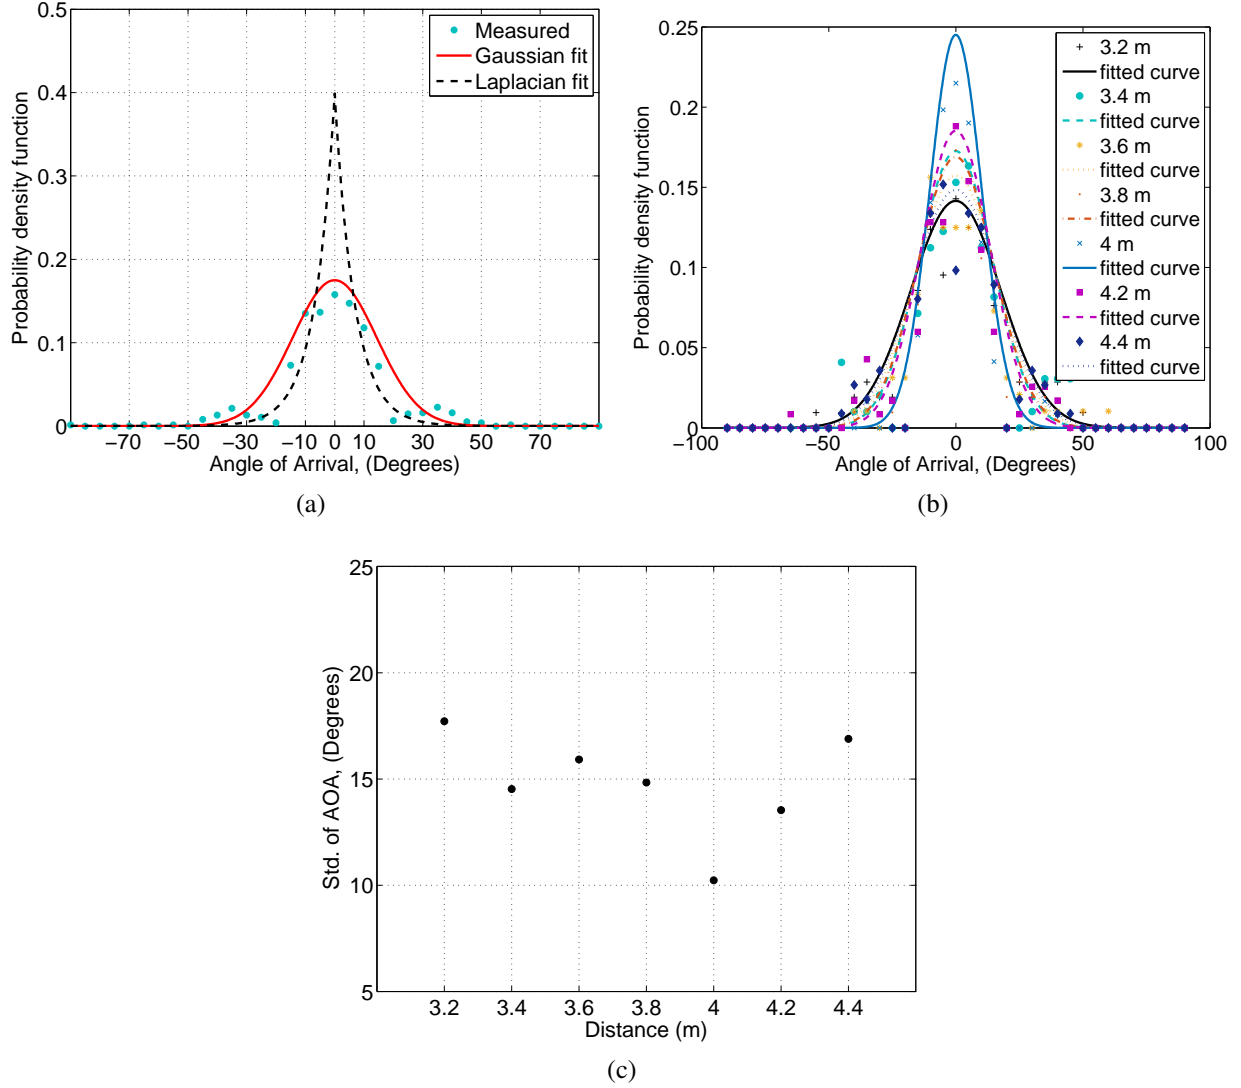 0.5
0.4
0.3
0.2
0.1
0
Probability density function
Measured
Gaussian fit
Laplacian fit
−70 −50 −30 −10 0 10 30 50 70
Angle of Arrival, (Degrees)
(a)
0.25
0.2
0.15
0.1
0.05
0
Probability density function
3.2 m
fitted curve
3.4 m
fitted curve
3.6 m
fitted curve
3.8 m
fitted curve
4 m
fitted curve
4.2 m
fitted curve
4.4 m
fitted curve
−100 −50 0 50 100
Angle of Arrival, (Degrees)
(b)
25
20
15
10
5
Std. of AOA, (Degrees)
3.2 3.4 3.6 3.8 4 4.2 4.4
Distance (m)
(c)